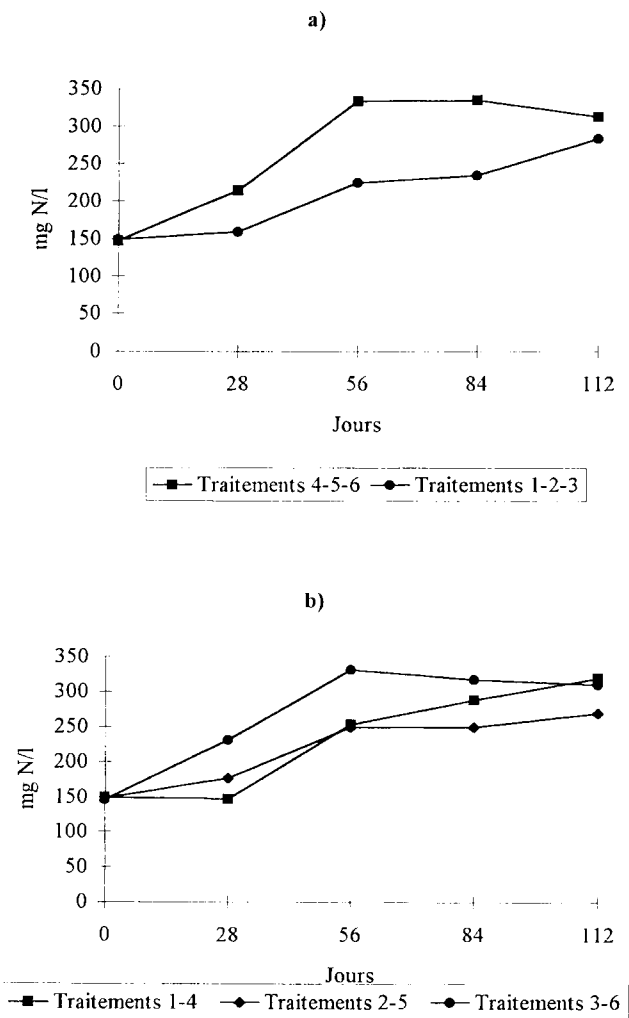 a)
350
300
250
200
150
100
50
0
mg N/l
0 28 56 84 112
Jours
Traitements 4-5-6 Traitements 1-2-3
b)
350
300
250
200
150
100
50
0
mg N/l
0 28 56 84 112
Jours
Traitements 1-4 Traitements 2-5 Traitements 3-6